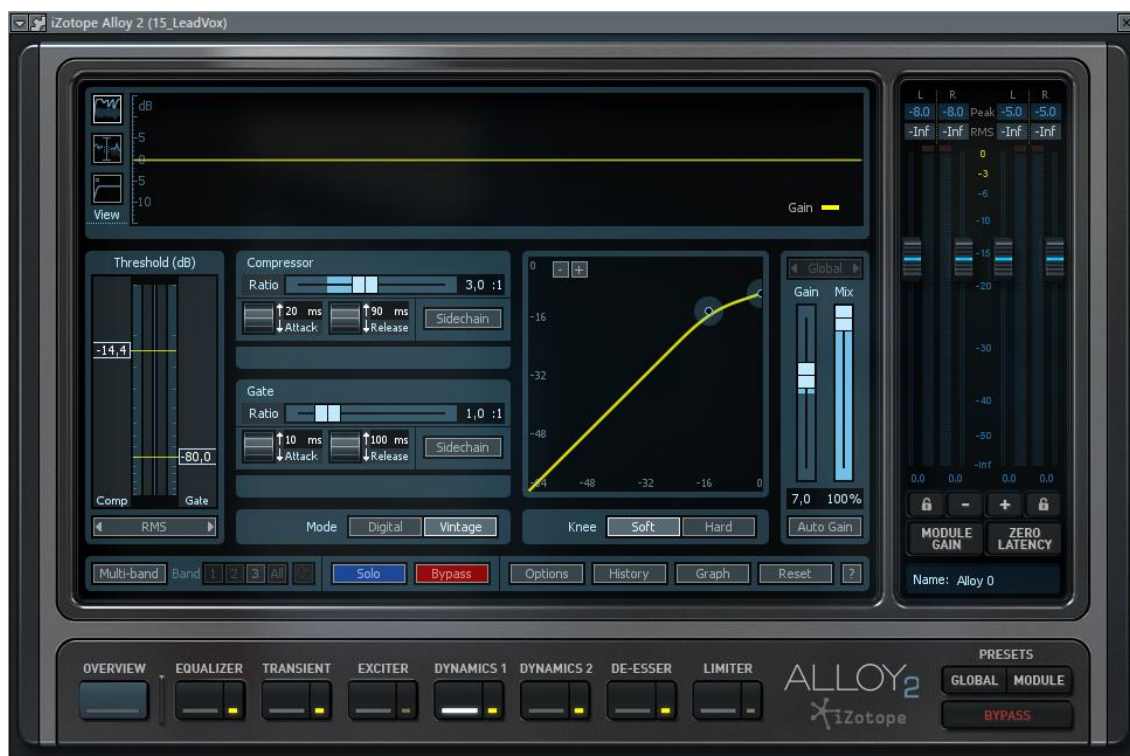 iZotope Alloy 2 (15_LeadVox)
dB
-5
0
-5
-10
View
Gain
L R L R
-8.0 -8.0 Peak -5.0 -5.0
-Inf -Inf RMS -Inf -Inf
0
-3
-6
-10
-15
-20
-30
-40
-50
-Inf
0.0 0.0 0.0 0.0
- +
MODULE GAIN
ZERO LATENCY
Name: Alloy 0
Threshold (dB)
-14,4
-80,0
Comp Gate
RMS
Compressor
Ratio 3,0 :1
20 ms Attack
90 ms Release
Sidechain
Gate
Ratio 1,0 :1
10 ms Attack
100 ms Release
Sidechain
Mode Digital Vintage
0
- +
-16
-32
-48
-64 -48 -32 -16 0
Knee Soft Hard
Global
Gain Mix
7,0 100%
Auto Gain
Multi-band Band 1 2 3 All Solo Bypass Options History Graph Reset ?
OVERVIEW EQUALIZER TRANSIENT EXCITER DYNAMICS 1 DYNAMICS 2 DE-ESSER LIMITER
ALLOY 2
iZotope
PRESETS
GLOBAL MODULE
BYPASS